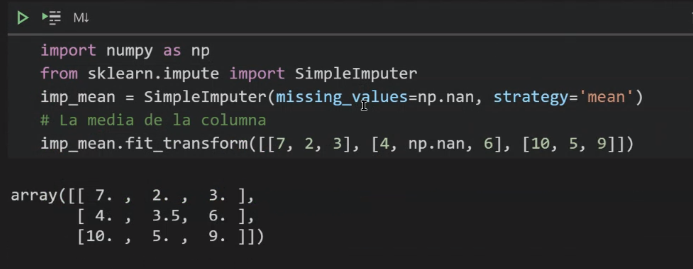 M↓
import numpy as np
from sklearn.impute import SimpleImputer
imp_mean = SimpleImputer(missing_values=np.nan, strategy='mean')
# La media de la columna
imp_mean.fit_transform([[7, 2, 3], [4, np.nan, 6], [10, 5, 9]])
array([[ 7. ,  2. ,  3. ],
       [ 4. ,  3.5,  6. ],
       [10. ,  5. ,  9. ]])